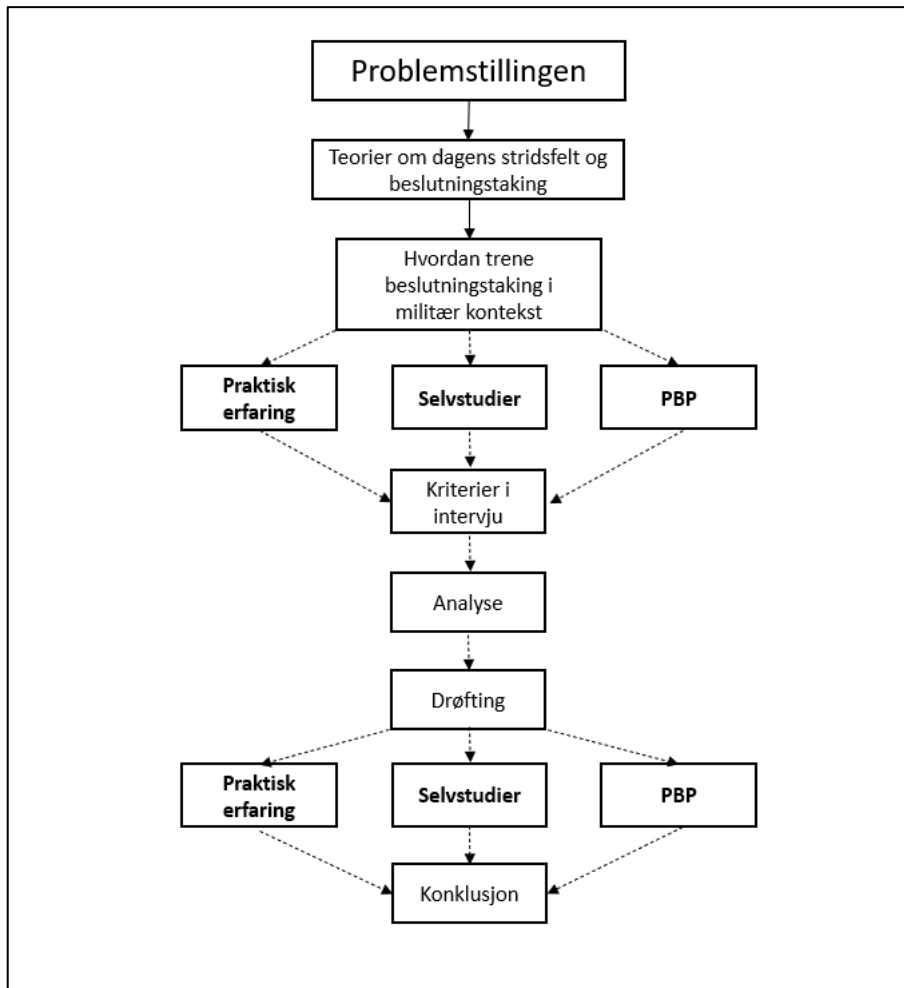 Problemstillingen
Teorier om dagens stridsfelt og
beslutningstaking
Hvordan trene
beslutningstaking i
militær kontekst
Praktisk
erfaring
Selvstudier
PBP
Kriterier i
intervju
Analyse
Drøfting
Praktisk
erfaring
Selvstudier
PBP
Konklusjon